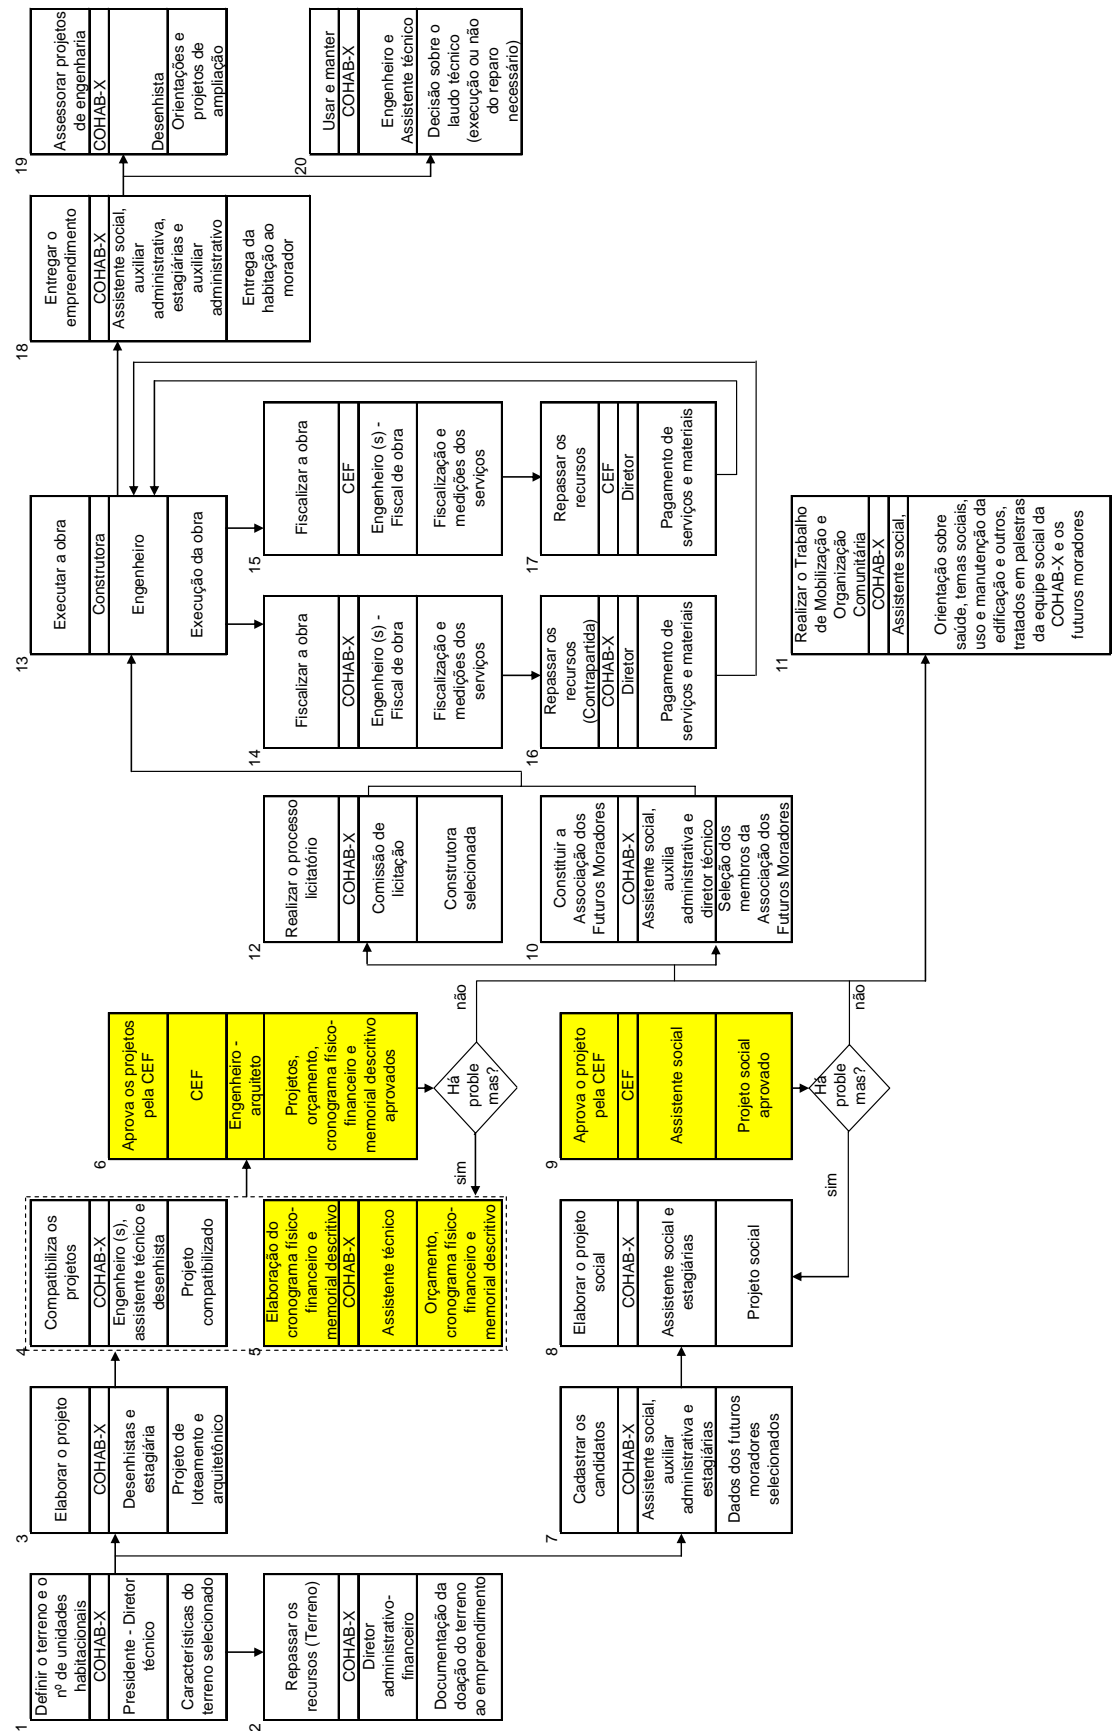 1
Definir o terreno e o
nº de unidades
habitacionais
COHAB-X
Presidente - Diretor
técnico
Características do
terreno selecionado
2
Repassar os
recursos (Terreno)
COHAB-X
Diretor
administrativo-
financeiro
Documentação da
doação do terreno
ao empreendimento
3
Elaborar o projeto
COHAB-X
Desenhistas e
estagiária
Projeto de
loteamento e
arquitetônico
4
Compatibiliza os
projetos
COHAB-X
Engenheiro (s),
assistente técnico e
desenhista
Projeto
compatibilizado
5
Elaboração do
cronograma físico-
financeiro e
memorial descritivo
COHAB-X
Assistente técnico
Orçamento,
cronograma físico-
financeiro e
memorial descritivo
6
Aprova os projetos
pela CEF
CEF
Engenheiro -
arquiteto
Projetos,
orçamento,
cronograma físico-
financeiro e
memorial descritivo
aprovados
Há
proble
mas?
sim
não
7
Cadastrar os
candidatos
COHAB-X
Assistente social,
auxiliar
administrativa e
estagiárias
Dados dos futuros
moradores
selecionados
8
Elaborar o projeto
social
COHAB-X
Assistente social e
estagiárias
Projeto social
9
Aprova o projeto
pela CEF
CEF
Assistente social
Projeto social
aprovado
Há
proble
mas?
sim
não
12
Realizar o processo
licitatório
COHAB-X
Comissão de
licitação
Construtora
selecionada
10
Constituir a
Associação dos
Futuros Moradores
COHAB-X
Assistente social,
auxilia
administrativa e
diretor técnico
Seleção dos
membros da
Associação dos
Futuros Moradores
11
Realizar o Trabalho
de Mobilização e
Organização
Comunitária
COHAB-X
Assistente social,
Orientação sobre
saúde, temas sociais,
uso e manutenção da
edificação e outros,
tratados em palestras
da equipe social da
COHAB-X e os
futuros moradores
13
Executar a obra
Construtora
Engenheiro
Execução da obra
14
Fiscalizar a obra
COHAB-X
Engenheiro (s) -
Fiscal de obra
Fiscalização e
medições dos
serviços
15
Fiscalizar a obra
CEF
Engenheiro (s) -
Fiscal de obra
Fiscalização e
medições dos
serviços
16
Repassar os
recursos
(Contrapartida)
COHAB-X
Diretor
Pagamento de
serviços e materiais
17
Repassar os
recursos
CEF
Diretor
Pagamento de
serviços e materiais
18
Entregar o
empreendimento
COHAB-X
Assistente social,
auxiliar
administrativa,
estagiárias e
auxiliar
administrativo
Entrega da
habitação ao
morador
19
Assessorar projetos
de engenharia
COHAB-X
Desenhista
Orientações e
projetos de
ampliação
20
Usar e manter
COHAB-X
Engenheiro e
Assistente técnico
Decisão sobre o
laudo técnico
(execução ou não
do reparo
necessário)